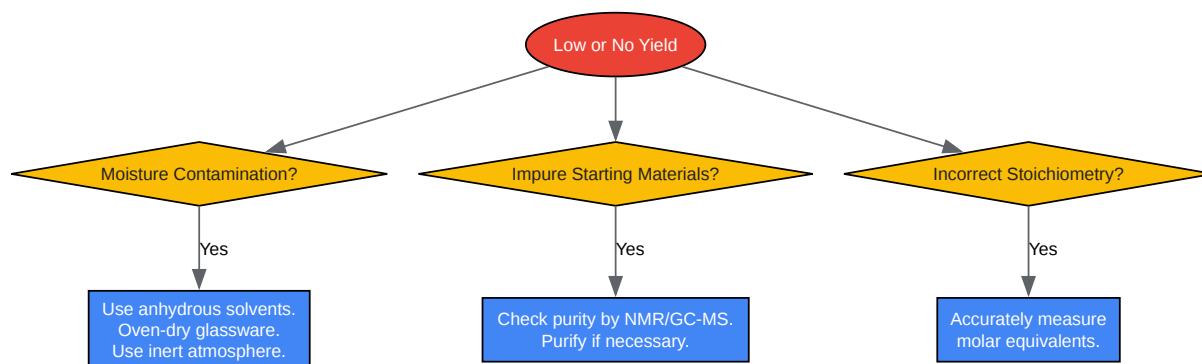 Low or No Yield
Moisture Contamination?
Impure Starting Materials?
Incorrect Stoichiometry?
Yes
Yes
Yes
Use anhydrous solvents.
Oven-dry glassware.
Use inert atmosphere.
Check purity by NMR/GC-MS.
Purify if necessary.
Accurately measure
molar equivalents.